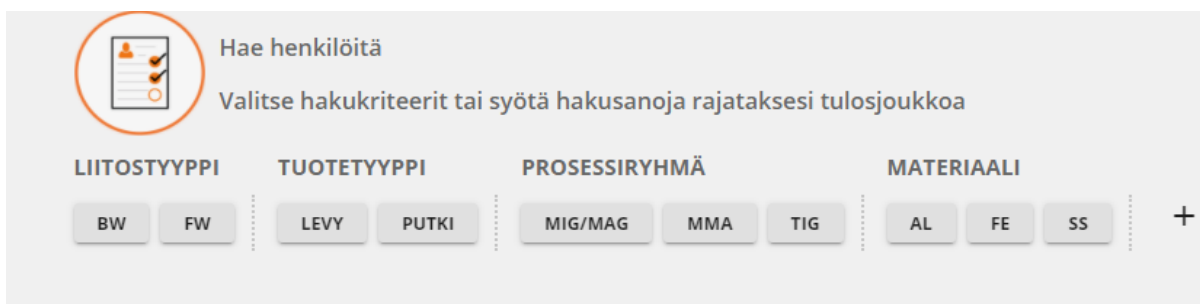 Hae henkilöitä
Valitse hakukriteerit tai syötä hakusanoja rajataksesi tulosjoukkoa
LIITOSTYYPPI TUOTETYYPPI PROSESSIRYHMÄ MATERIAALI
BW FW LEVY PUTKI MIG/MAG MMA TIG AL FE SS +